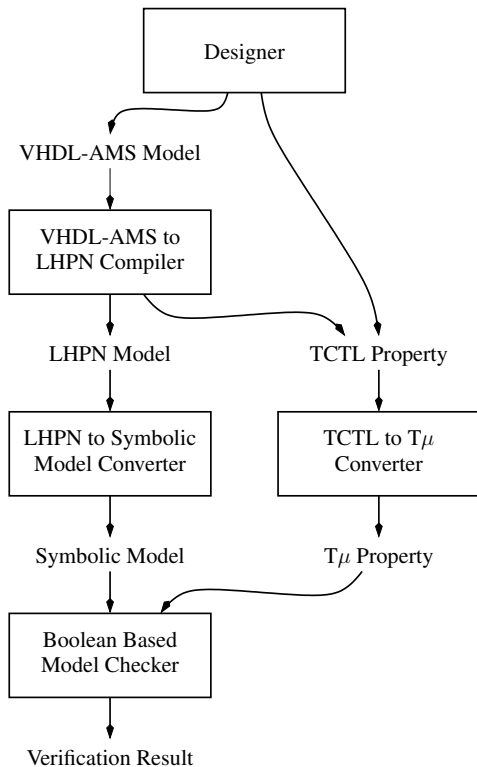 Designer
VHDL-AMS Model
VHDL-AMS to
LHPN Compiler
LHPN Model
TCTL Property
LHPN to Symbolic
Model Converter
TCTL to Tμ
Converter
Symbolic Model
Tμ Property
Boolean Based
Model Checker
Verification Result